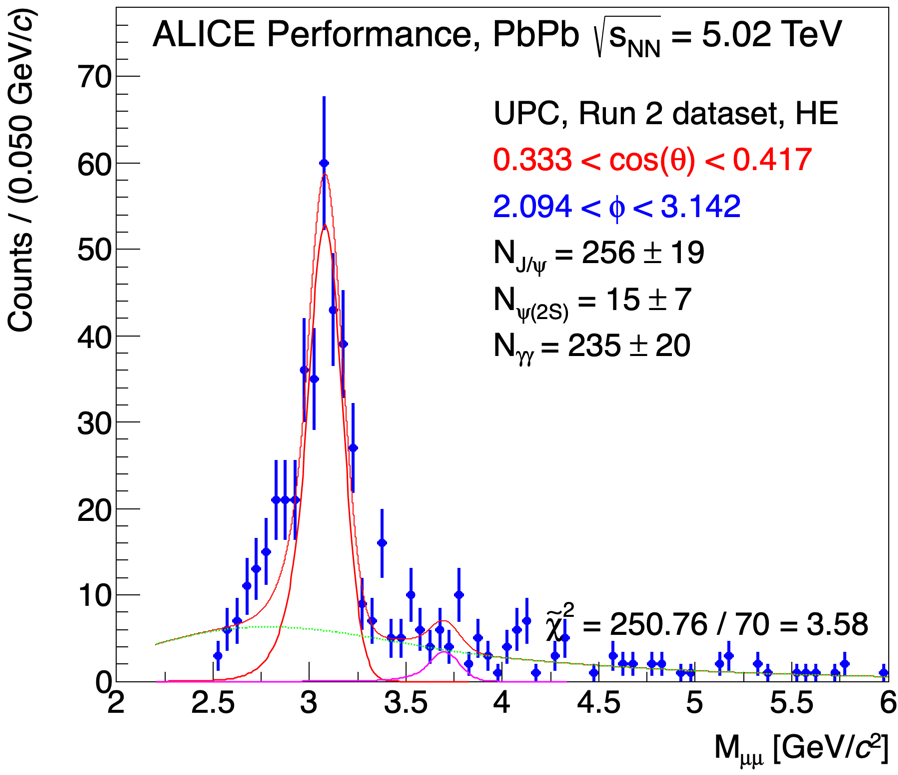 ALICE Performance, PbPb √sNN = 5.02 TeV
UPC, Run 2 dataset, HE
0.333 < cos(θ) < 0.417
2.094 < ϕ < 3.142
NJ/ψ = 256 ± 19
Nψ(2S) = 15 ± 7
Nγγ = 235 ± 20
χ̃² = 250.76 / 70 = 3.58
Counts / (0.050 GeV/c)
70
60
50
40
30
20
10
0
2 2.5 3 3.5 4 4.5 5 5.5 6
Mμμ [GeV/c²]